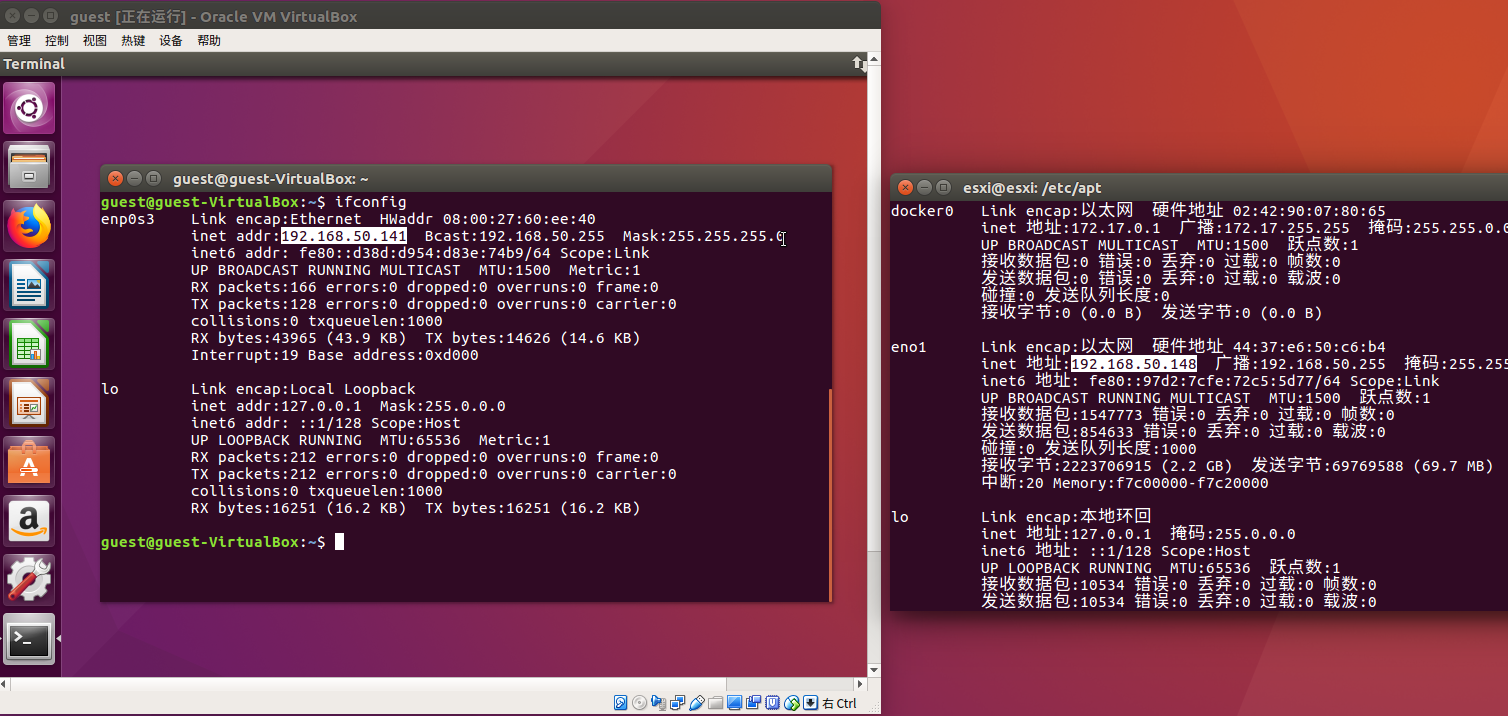 guest [正在运行] - Oracle VM VirtualBox
管理 控制 视图 热键 设备 帮助
Terminal
guest@guest-VirtualBox: ~
guest@guest-VirtualBox:~$ ifconfig
enp0s3 Link encap:Ethernet HWaddr 08:00:27:60:ee:40
inet addr:192.168.50.141 Bcast:192.168.50.255 Mask:255.255.255.0
inet6 addr: fe80::d38d:d954:d83e:74b9/64 Scope:Link
UP BROADCAST RUNNING MULTICAST MTU:1500 Metric:1
RX packets:166 errors:0 dropped:0 overruns:0 frame:0
TX packets:128 errors:0 dropped:0 overruns:0 carrier:0
collisions:0 txqueuelen:1000
RX bytes:43965 (43.9 KB) TX bytes:14626 (14.6 KB)
Interrupt:19 Base address:0xd000
lo Link encap:Local Loopback
inet addr:127.0.0.1 Mask:255.0.0.0
inet6 addr: ::1/128 Scope:Host
UP LOOPBACK RUNNING MTU:65536 Metric:1
RX packets:212 errors:0 dropped:0 overruns:0 frame:0
TX packets:212 errors:0 dropped:0 overruns:0 carrier:0
collisions:0 txqueuelen:1000
RX bytes:16251 (16.2 KB) TX bytes:16251 (16.2 KB)
guest@guest-VirtualBox:~$
右 Ctrl
esxi@esxi: /etc/apt
docker0 Link encap:以太网 硬件地址 02:42:90:07:80:65
inet 地址:172.17.0.1 广播:172.17.255.255 掩码:255.255.0.0
UP BROADCAST MULTICAST MTU:1500 跃点数:1
接收数据包:0 错误:0 丢弃:0 过载:0 帧数:0
发送数据包:0 错误:0 丢弃:0 过载:0 载波:0
碰撞:0 发送队列长度:0
接收字节:0 (0.0 B) 发送字节:0 (0.0 B)
eno1 Link encap:以太网 硬件地址 44:37:e6:50:c6:b4
inet 地址:192.168.50.148 广播:192.168.50.255 掩码:255.255
inet6 地址: fe80::97d2:7cfe:72c5:5d77/64 Scope:Link
UP BROADCAST RUNNING MULTICAST MTU:1500 跃点数:1
接收数据包:1547773 错误:0 丢弃:0 过载:0 帧数:0
发送数据包:854633 错误:0 丢弃:0 过载:0 载波:0
碰撞:0 发送队列长度:1000
接收字节:2223706915 (2.2 GB) 发送字节:69769588 (69.7 MB)
中断:20 Memory:f7c00000-f7c20000
lo Link encap:本地环回
inet 地址:127.0.0.1 掩码:255.0.0.0
inet6 地址: ::1/128 Scope:Host
UP LOOPBACK RUNNING MTU:65536 跃点数:1
接收数据包:10534 错误:0 丢弃:0 过载:0 帧数:0
发送数据包:10534 错误:0 丢弃:0 过载:0 载波:0